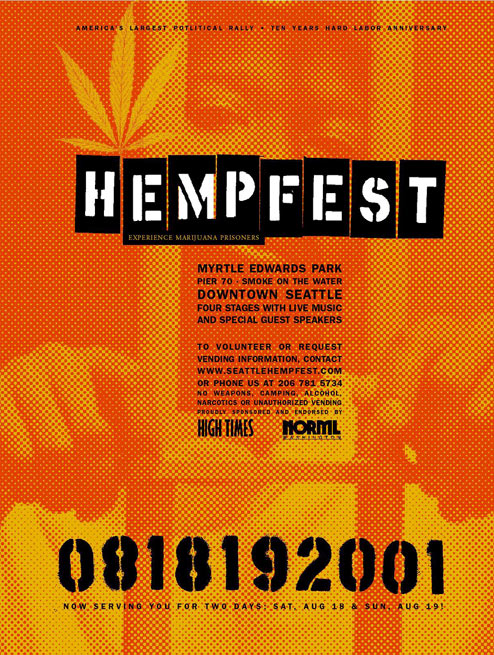 AMERICA'S LARGEST POTLITICAL RALLY • TEN YEARS HARD LABOR ANNIVERSARY
HEMPFEST
EXPERIENCE MARIJUANA PRISONERS
MYRTLE EDWARDS PARK
PIER 70 - SMOKE ON THE WATER
DOWNTOWN SEATTLE
FOUR STAGES WITH LIVE MUSIC
AND SPECIAL GUEST SPEAKERS
TO VOLUNTEER OR REQUEST
VENDING INFORMATION, CONTACT
WWW.SEATTLEHEMPFEST.COM
OR PHONE US AT 206 781 5734
NO WEAPONS, CAMPING, ALCOHOL,
NARCOTICS OR UNAUTHORIZED VENDING
PROUDLY SPONSORED AND ENDORSED BY
HIGH TIMES NORML
WASHINGTON
0818192001
NOW SERVING YOU FOR TWO DAYS; SAT, AUG 18 & SUN, AUG 19!